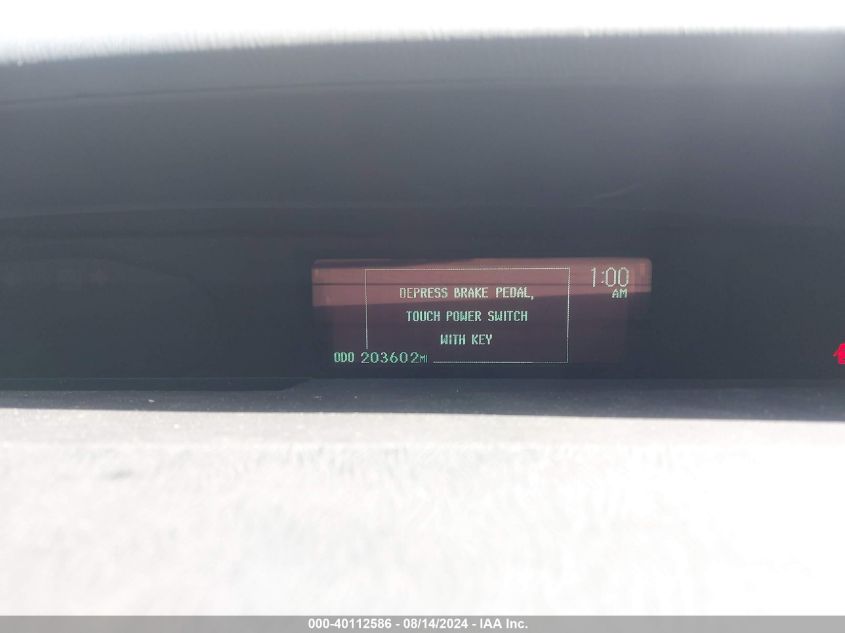 1:00
AM
DEPRESS BRAKE PEDAL,
TOUCH POWER SWITCH
WITH KEY
ODO 203602MI
000-40112586 - 08/14/2024 - IAA Inc.